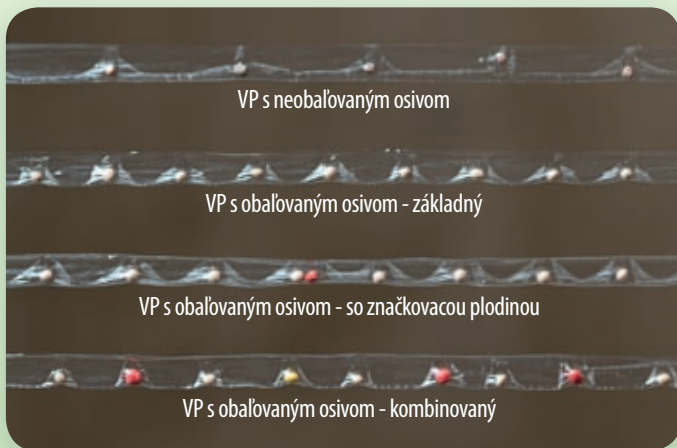 VP s neobaľovaným osivom
VP s obaľovaným osivom - základný
VP s obaľovaným osivom - so značkovacou plodinou
VP s obaľovaným osivom - kombinovaný